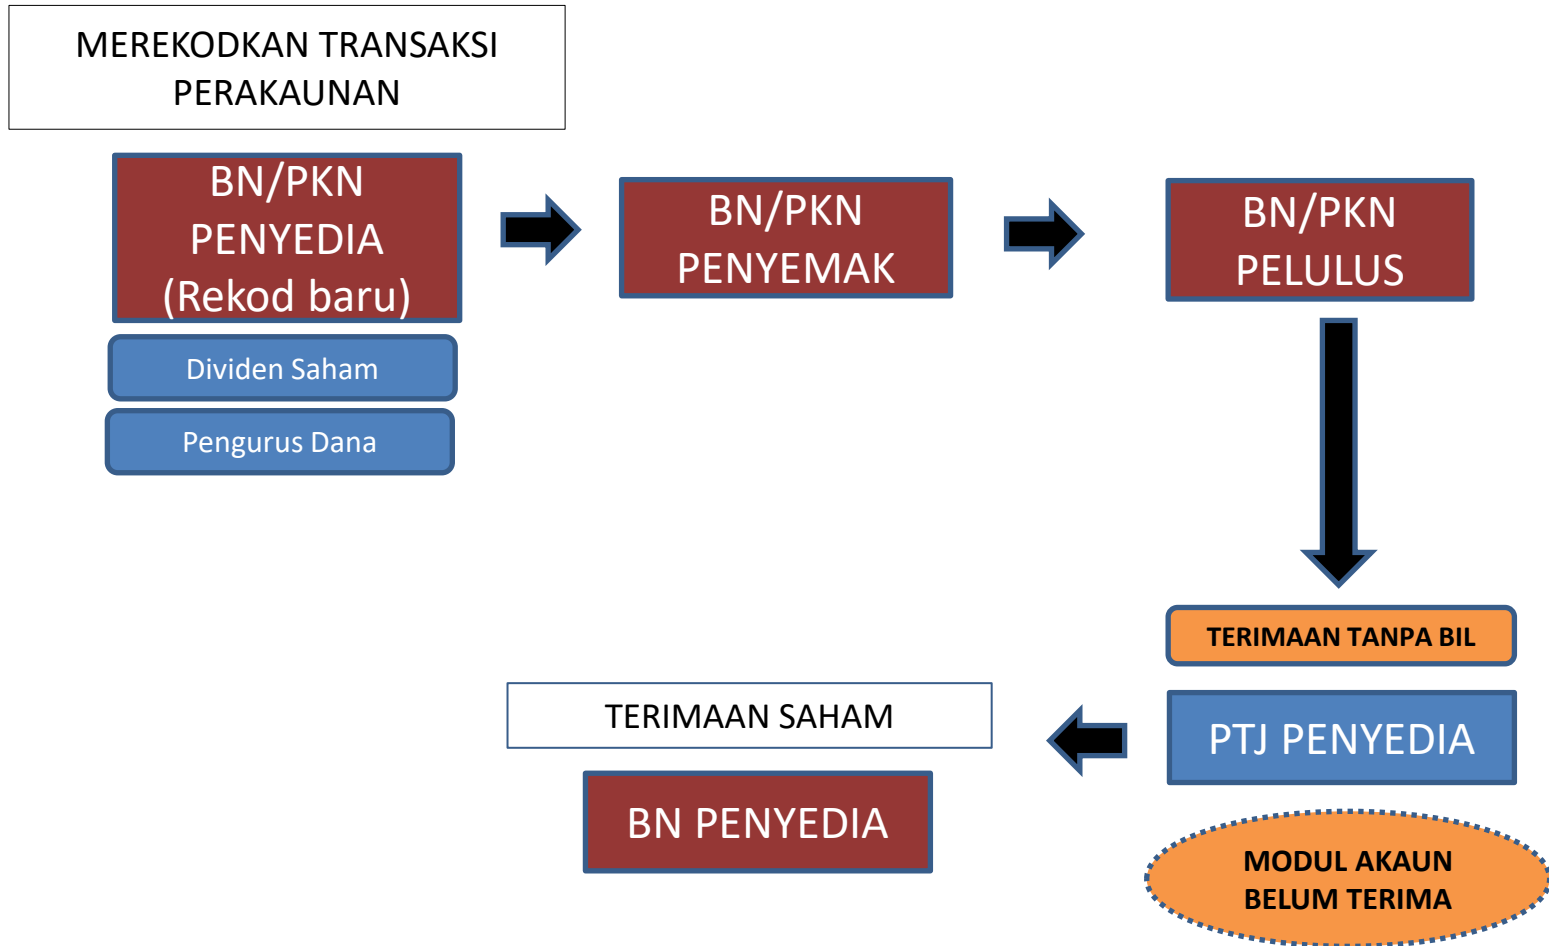 MEREKODKAN TRANSAKSI
PERAKAUNAN
BN/PKN
PENYEDIA
(Rekod baru)
BN/PKN
PENYEMAK
BN/PKN
PELULUS
Dividen Saham
Pengurus Dana
TERIMAAN TANPA BIL
PTJ PENYEDIA
MODUL AKAUN
BELUM TERIMA
TERIMAAN SAHAM
BN PENYEDIA